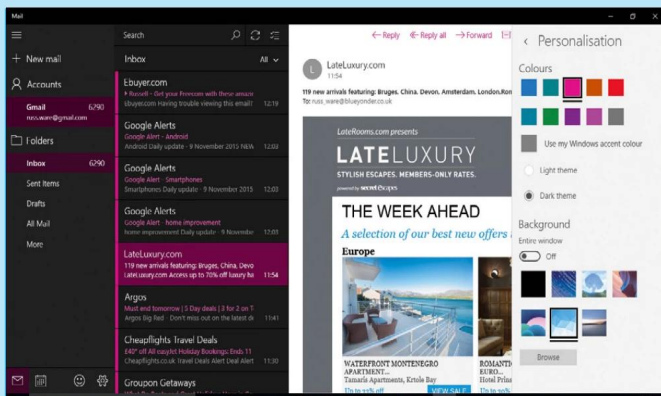 Mail
Search
← Reply
Reply all
→ Forward
Personalisation
+ New mail
Inbox
All
Accounts
Gmail 6290
russ.ware@gmail.com
Folders
Inbox 6290
Sent Items
Drafts
All Mail
More
Ebuyer.com
Russell - Get your Freecom with these amaze
Ebuyer.com Having trouble viewing this email? 12:19
Google Alerts
Google Alert - Android
Android Daily update · 9 November 2015 NEW 12:03
Google Alerts
Google Alert - Smartphones
Smartphones Daily update · 9 November 2015 12:03
Google Alerts
Google Alert - home improvement
home improvement Daily update · 9 Novembe 12:03
LateLuxury.com
119 new arrivals featuring: Bruges, China, Devo
LateLuxury.com Access up to 70% off luxury ha 11:54
Argos
Must end tomorrow | 5 Day deals | 2 for 2 on T
Argos Big Red · Don't miss out on the latest de 11:41
Cheapflights Travel Deals
£40* off All easyJet Holiday Bookings: Ends 11
Cheapflights.co.uk Travel Deals Alert Deal Alert 11:30
Groupon Getaways
L
LateLuxury.com
11:54
119 new arrivals featuring: Bruges, China, Devon, Amsterdam, London,Ron
To: russ_ware@blueyonder.co.uk
LateRooms.com presents
LATELUXURY
STYLISH ESCAPES. MEMBERS-ONLY RATES.
powered by secret escapes
THE WEEK AHEAD
A selection of our best new offers
Europe
WATERFRONT MONTENEGRO
APARTMENT...
Tamaris Apartments, Krtole Bay
Up to 55% off
VIEW SALE
ROMANTI
EURO...
Hotel Prins
Up to 50%
Colours
Use my Windows accent colour
Light theme
Dark theme
Background
Entire window
Off
Browse